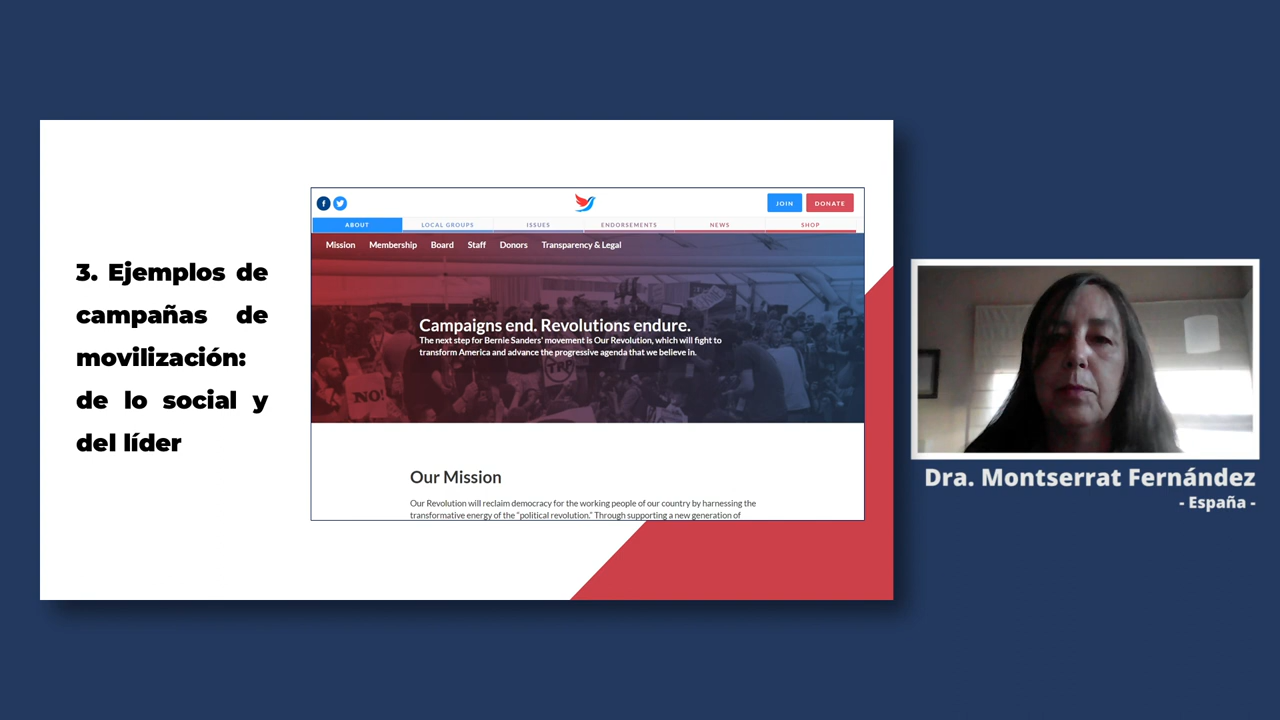 3. Ejemplos de
campañas de
movilización:
de lo social y
del líder
f
JOIN
DONATE
ABOUT
LOCAL GROUPS
ISSUES
ENDORSEMENTS
NEWS
SHOP
Mission
Membership
Board
Staff
Donors
Transparency & Legal
Campaigns end. Revolutions endure.
The next step for Bernie Sanders' movement is Our Revolution, which will fight to
transform America and advance the progressive agenda that we believe in.
NO!
TPP
Our Mission
Our Revolution will reclaim democracy for the working people of our country by harnessing the
transformative energy of the “political revolution.” Through supporting a new generation of
Dra. Montserrat Fernández
- España -